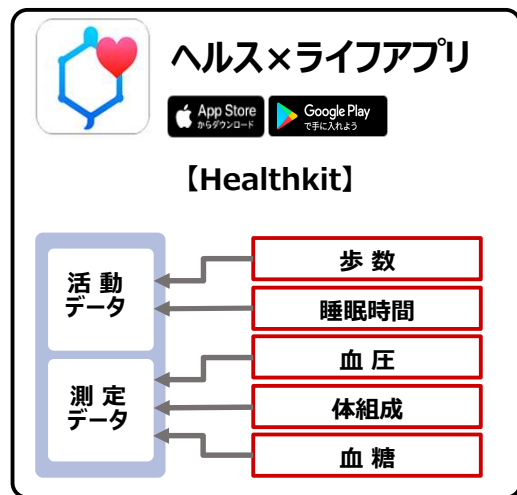 ヘルス×ライフアプリ
App Store
からダウンロード
Google Play
で手に入れよう
【Healthkit】
活 動
データ
歩 数
睡眠時間
測 定
データ
血 圧
体組成
血 糖